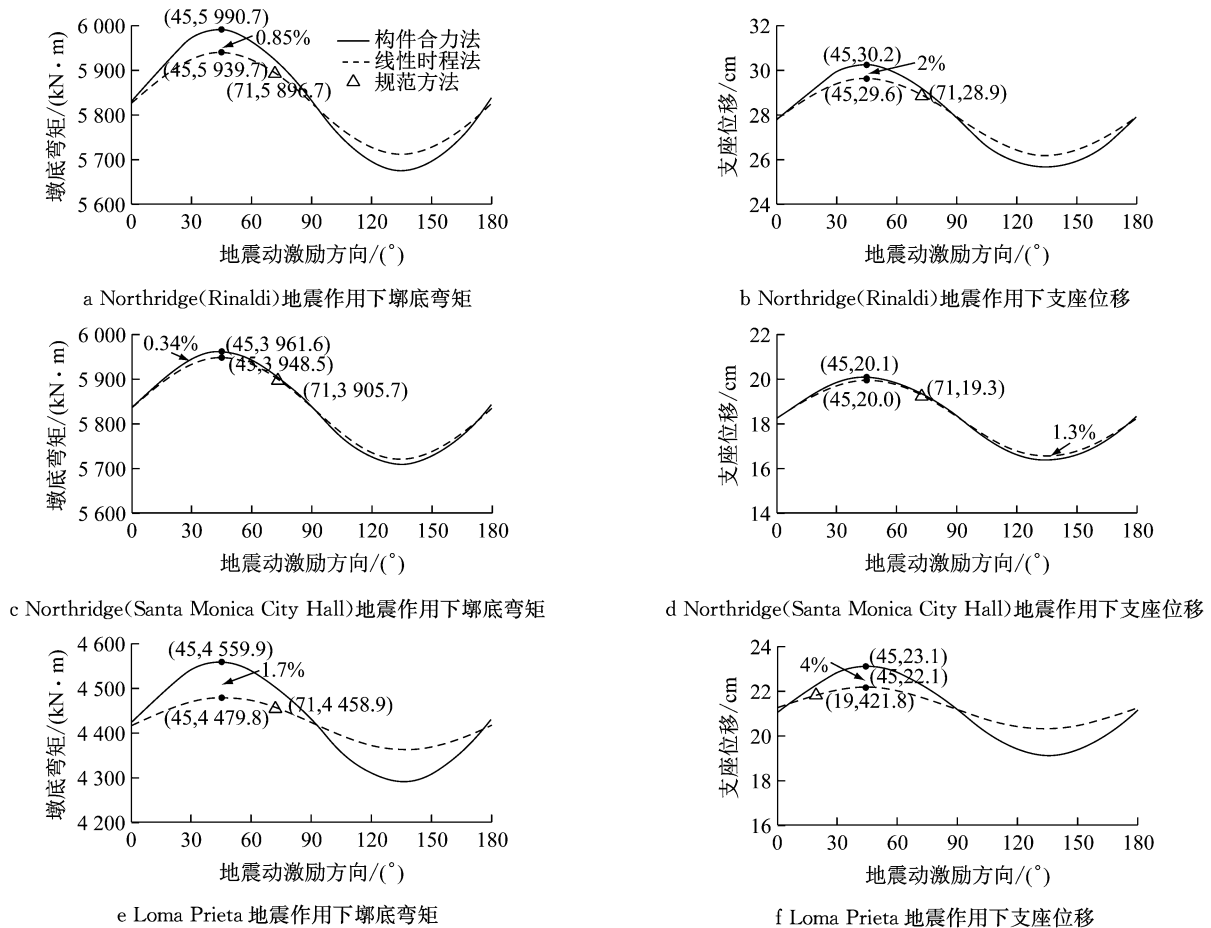 6 000
5 900
5 800
5 700
5 600
墩底弯矩/(kN·m)
(45,5 990.7)
0.85%
(45,5 939.7)
(71,5 896.7)
构件合力法
线性时程法
规范方法
0 30 60 90 120 150 180
地震动激励方向/(°)
a Northridge(Rinaldi)地震作用下墩底弯矩
32
30
28
26
24
支座位移/cm
(45,30.2)
2%
(45,29.6)
(71,28.9)
0 30 60 90 120 150 180
地震动激励方向/(°)
b Northridge(Rinaldi)地震作用下支座位移
6 000
5 900
5 800
5 700
5 600
墩底弯矩/(kN·m)
0.34%
(45,3 961.6)
(45,3 948.5)
(71,3 905.7)
0 30 60 90 120 150 180
地震动激励方向/(°)
c Northridge(Santa Monica City Hall)地震作用下墩底弯矩
22
20
18
16
14
支座位移/cm
(45,20.1)
(45,20.0)
(71,19.3)
1.3%
0 30 60 90 120 150 180
地震动激励方向/(°)
d Northridge(Santa Monica City Hall)地震作用下支座位移
4 600
4 500
4 400
4 300
4 200
墩底弯矩/(kN·m)
(45,4 559.9)
1.7%
(45,4 479.8)
(71,4 458.9)
0 30 60 90 120 150 180
地震动激励方向/(°)
e Loma Prieta 地震作用下墩底弯矩
24
22
20
18
16
支座位移/cm
4%
(45,23.1)
(45,22.1)
(19,421.8)
0 30 60 90 120 150 180
地震动激励方向/(°)
f Loma Prieta 地震作用下支座位移